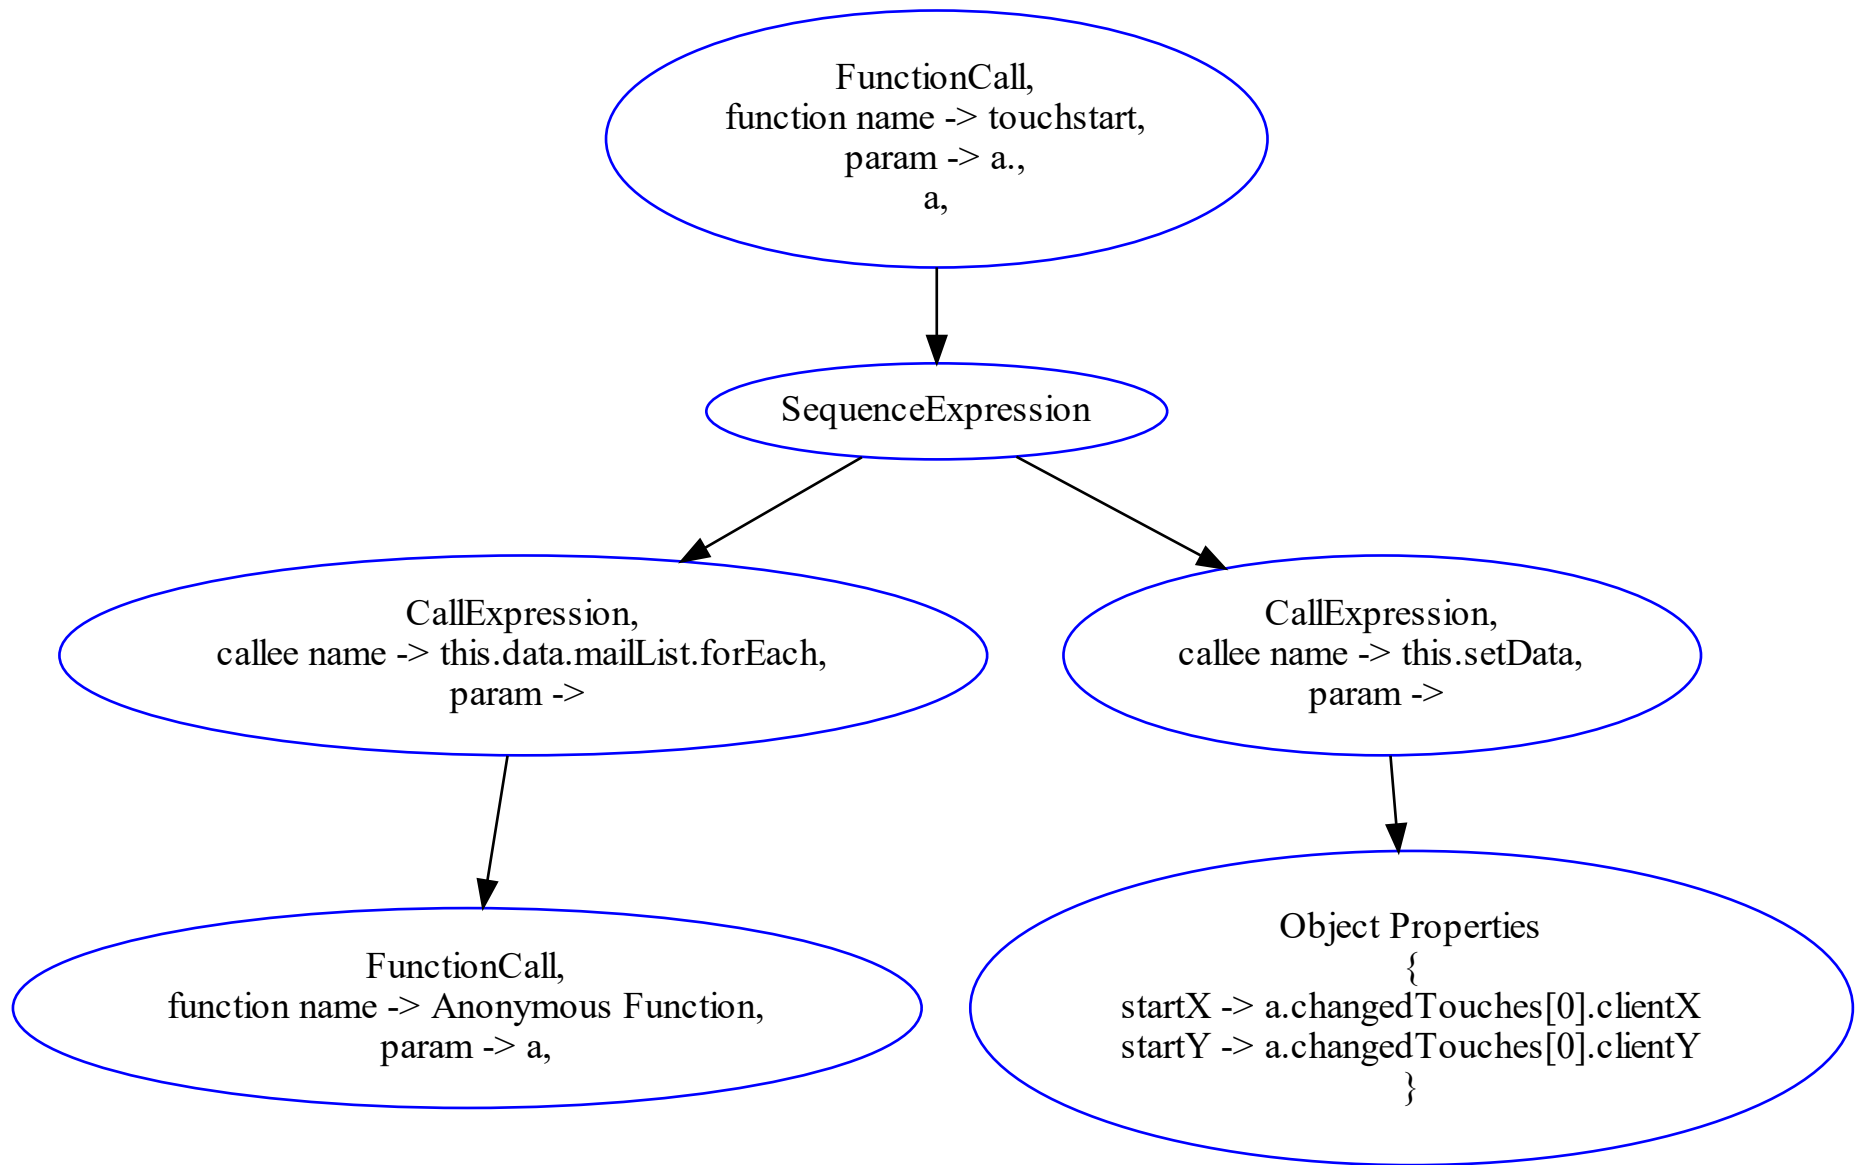 FunctionCall,
function name -> touchstart,
param -> a.,
a,
SequenceExpression
CallExpression,
callee name -> this.data.mailList.forEach,
param ->
CallExpression,
callee name -> this.setData,
param ->
FunctionCall,
function name -> Anonymous Function,
param -> a,
Object Properties
{
startX -> a.changedTouches[0].clientX
startY -> a.changedTouches[0].clientY
}